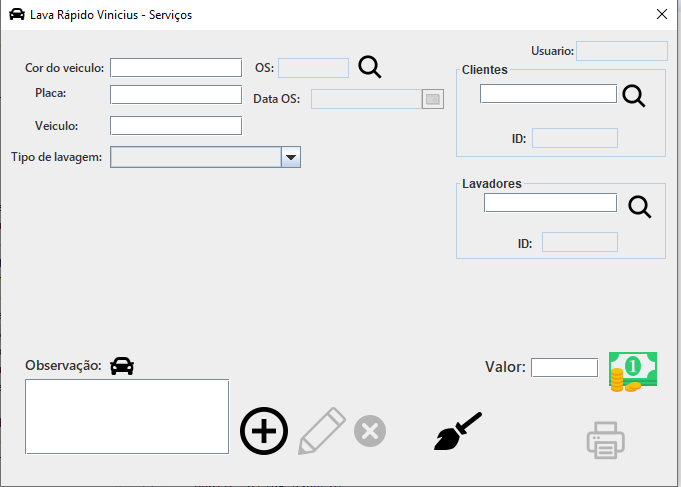 Lava Rápido Vinicius - Serviços
Usuario:
Cor do veiculo:
OS:
Clientes
Placa:
Data OS:
Veiculo:
ID:
Tipo de lavagem:
Lavadores
ID:
Observação:
Valor:
1